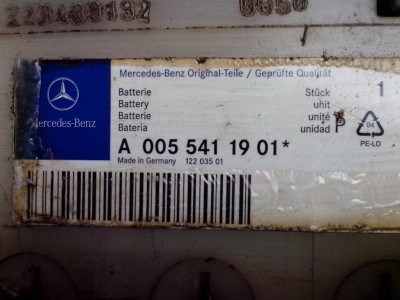 Mercedes-Benz Original-Teile / Geprüfte Qualität
Mercedes-Benz
Batterie Stück 1
Battery unit
Batterie unité
Bateria unidad P 04
PE-LD
A 005 541 19 01*
Made in Germany 122 035 01